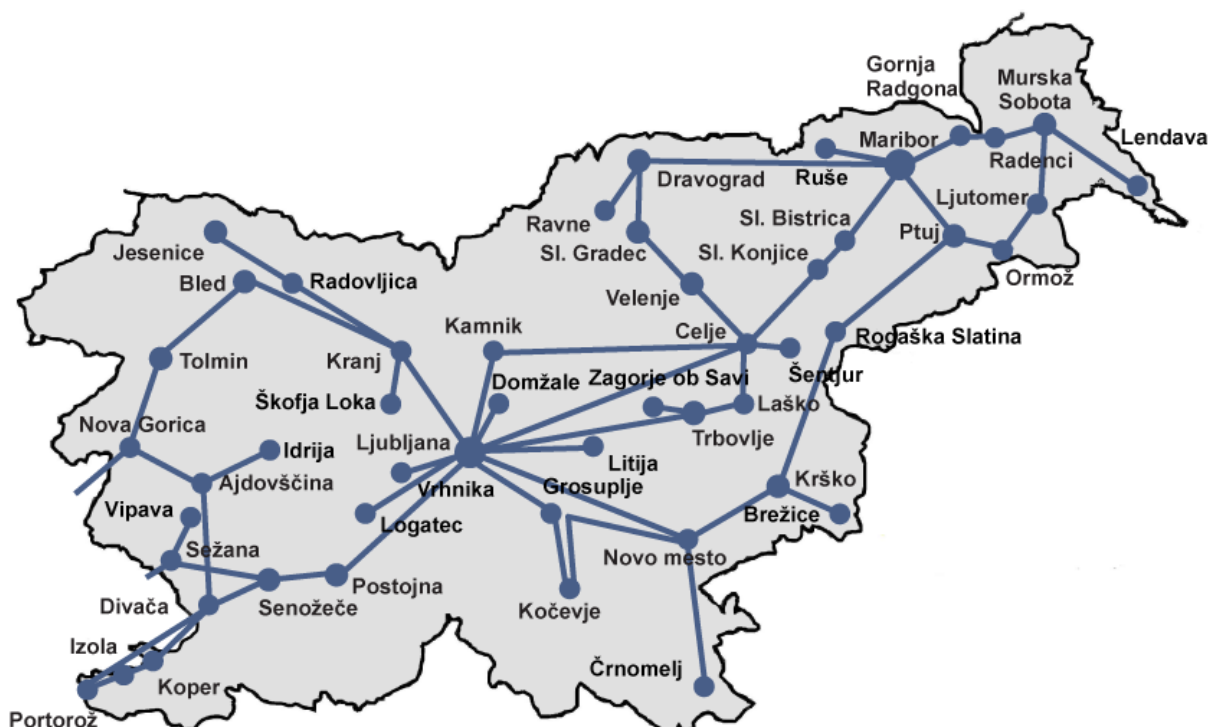 Gornja
Radgona
Murska
Sobota
Maribor
Lendava
Radenci
Dravograd
Ruše
Ravne
Ljutomer
Sl. Bistrica
Ptuj
Jesenice
Sl. Gradec
Sl. Konjice
Bled
Radovljica
Ormož
Velenje
Kamnik
Celje
Rogaška Slatina
Tolmin
Kranj
Domžale
Zagorje ob Savi
Šentjur
Škofja Loka
Laško
Nova Gorica
Ljubljana
Trbovlje
Idrija
Litija
Ajdovščina
Vrhnika
Grosuplje
Krško
Vipava
Logatec
Brežice
Sežana
Novo mesto
Postojna
Divača
Senožeče
Kočevje
Izola
Črnomelj
Koper
Portorož